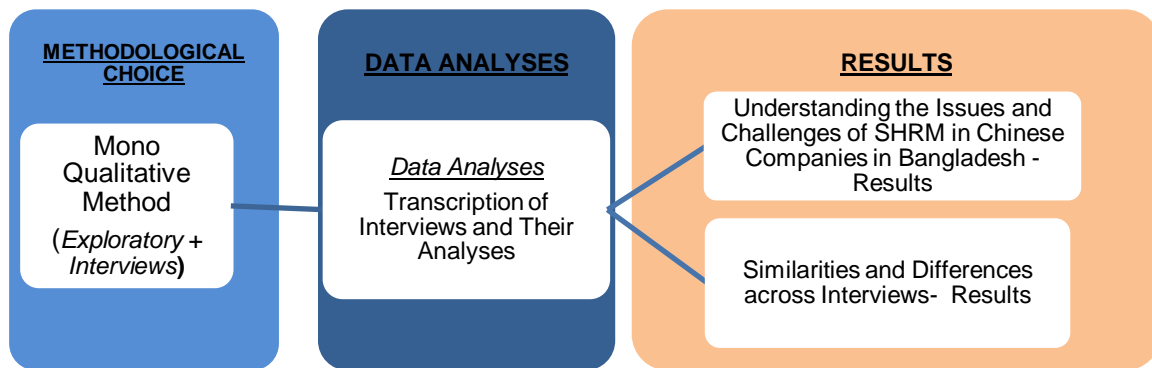 METHODOLOGICAL
CHOICE
Mono
Qualitative
Method
(Exploratory +
Interviews)
DATA ANALYSES
Data Analyses
Transcription of
Interviews and Their
Analyses
RESULTS
Understanding the Issues and
Challenges of SHRM in Chinese
Companies in Bangladesh -
Results
Similarities and Differences
across Interviews- Results